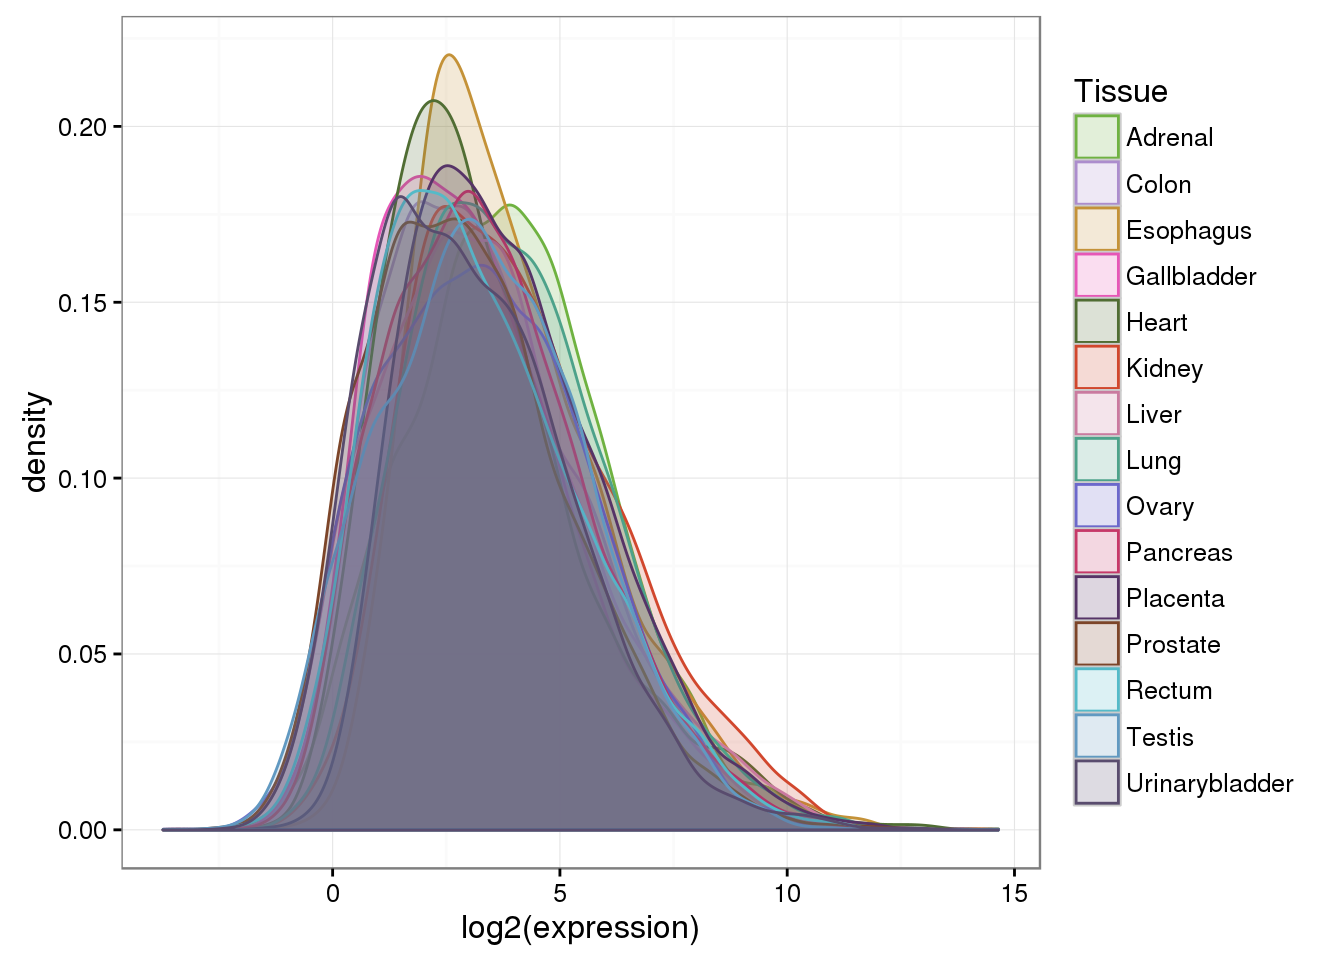 0.20
0.15
0.10
0.05
0.00
density
0
5
10
15
log2(expression)
Tissue
Adrenal
Colon
Esophagus
Gallbladder
Heart
Kidney
Liver
Lung
Ovary
Pancreas
Placenta
Prostate
Rectum
Testis
Urinarybladder